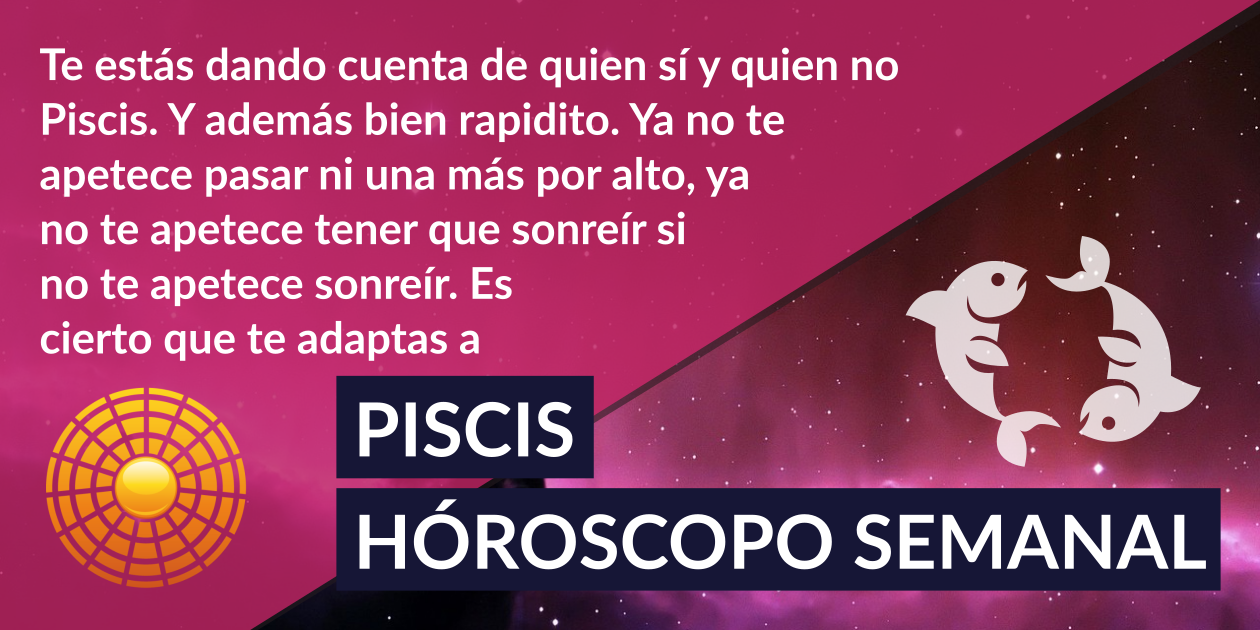 Te estás dando cuenta de quien sí y quien no
Piscis. Y además bien rapidito. Ya no te
apetece pasar ni una más por alto, ya
no te apetece tener que sonreír si
no te apetece sonreír. Es
cierto que te adaptas a
PISCIS
HÓROSCOPO SEMANAL